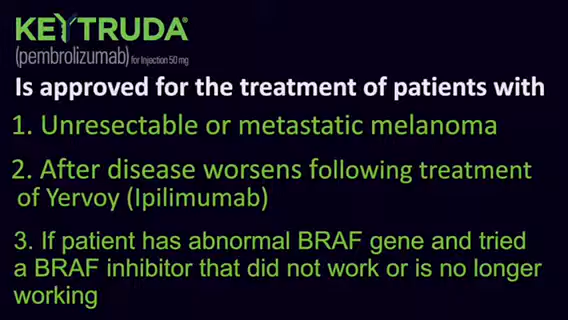 KEYTRUDA®
(pembrolizumab) for Injection 50 mg
Is approved for the treatment of patients with
1. Unresectable or metastatic melanoma
2. After disease worsens following treatment
of Yervoy (Ipilimumab)
3. If patient has abnormal BRAF gene and tried
a BRAF inhibitor that did not work or is no longer
working